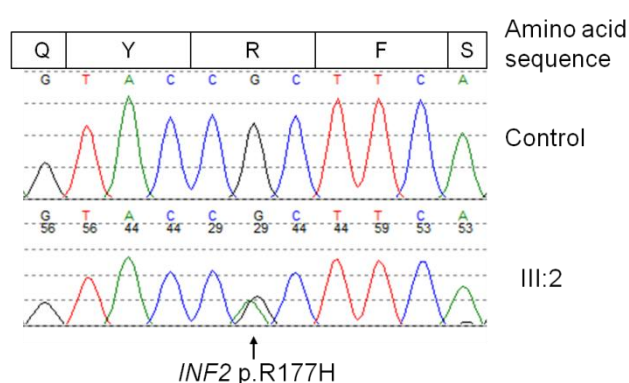 Q Y R F S
Amino acid
sequence
G T A C C G C T T C A
Control
G T A C C G C T T C A
56 56 44 44 29 29 44 44 59 53 53
III:2
INF2 p.R177H